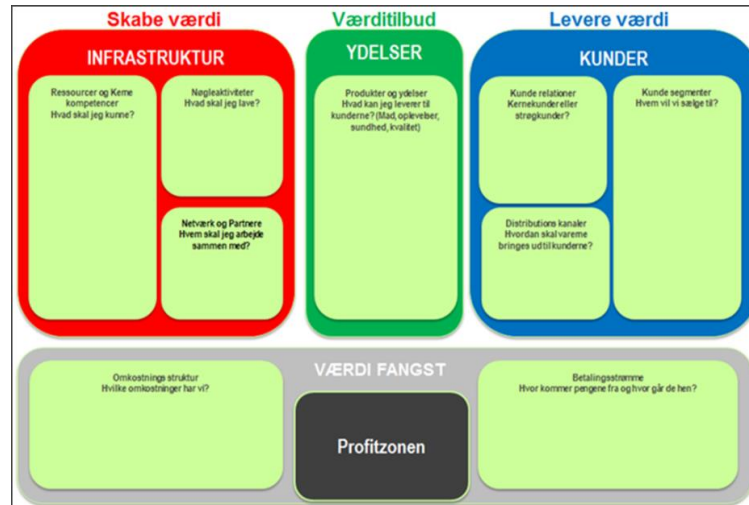 Skabe værdi
Værditilbud
Levere værdi
INFRASTRUKTUR
Ressourcer og Kerne
kompetencer
Hvad skal jeg kunne?
Nøgleaktiviteter
Hvad skal jeg lave?
Netværk og Partnere
Hvem skal jeg arbejde
sammen med?
YDELSER
Produkter og ydelser
Hvad kan jeg leverer til
kunderne? (Mad, oplevelser,
sundhed, kvalitet)
KUNDER
Kunde relationer
Kernekunder eller
strøgkunder?
Distributions kanaler
Hvordan skal varerne
bringes ud til kunderne?
Kunde segmenter
Hvem vil vi sælge til?
VÆRDI FANGST
Omkostnings struktur
Hvilke omkostninger har vi?
Profitzonen
Betalingsstrømme
Hvor kommer pengene fra og hvor går de hen?